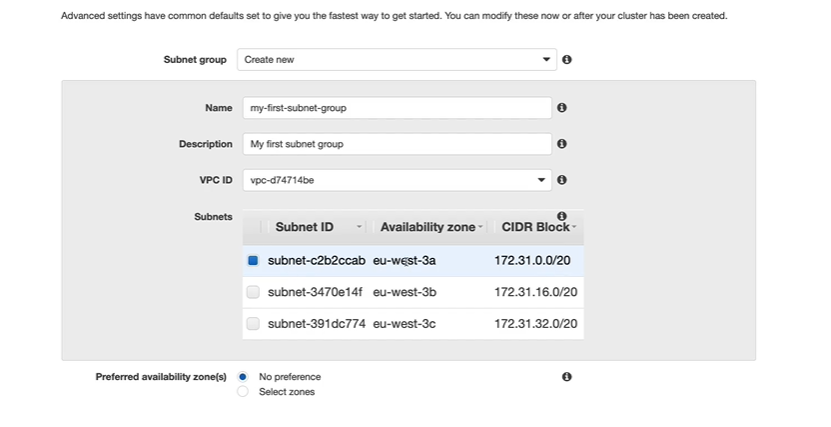 Advanced settings have common defaults set to give you the fastest way to get started. You can modify these now or after your cluster has been created.
Subnet group Create new
Name my-first-subnet-group
Description My first subnet group
VPC ID vpc-d74714be
Subnets
Subnet ID Availability zone CIDR Block
subnet-c2b2ccab eu-west-3a 172.31.0.0/20
subnet-3470e14f eu-west-3b 172.31.16.0/20
subnet-391dc774 eu-west-3c 172.31.32.0/20
Preferred availability zone(s) No preference
Select zones